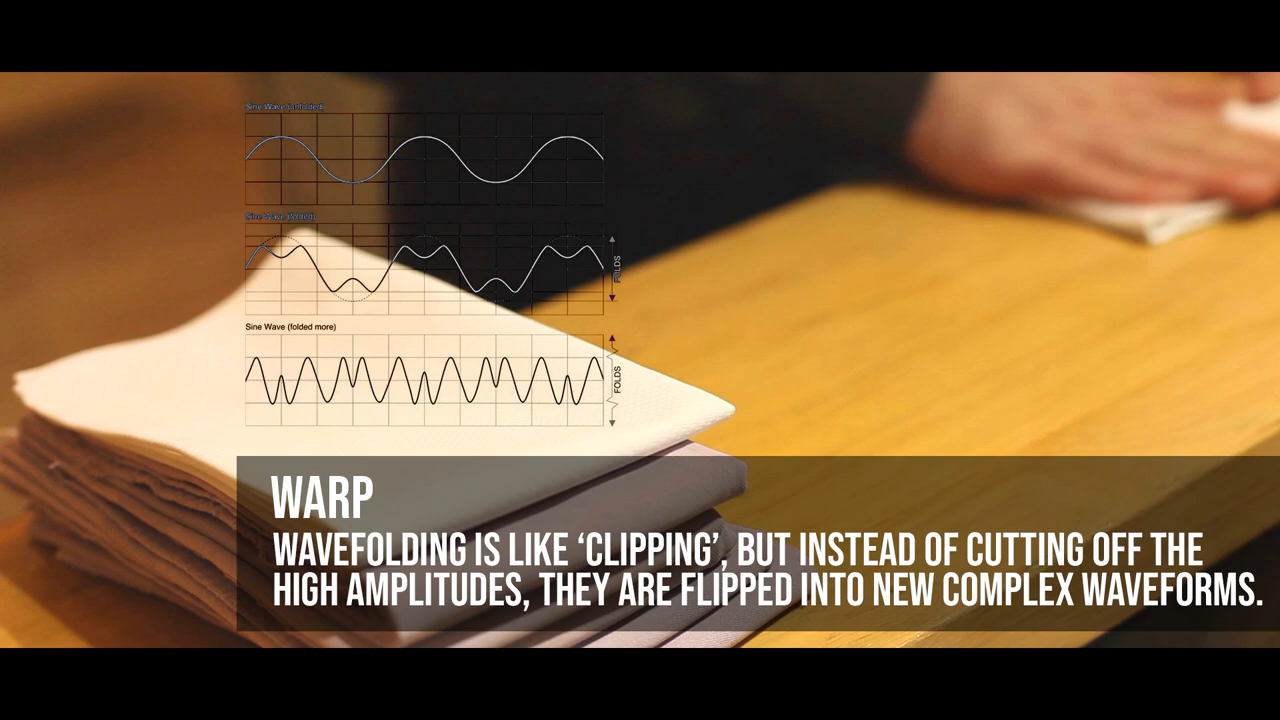 Sine Wave (unfolded)
Sine Wave (folded)
FOLDS
Sine Wave (folded more)
FOLDS
WARP
WAVEFOLDING IS LIKE ‘CLIPPING’, BUT INSTEAD OF CUTTING OFF THE
HIGH AMPLITUDES, THEY ARE FLIPPED INTO NEW COMPLEX WAVEFORMS.